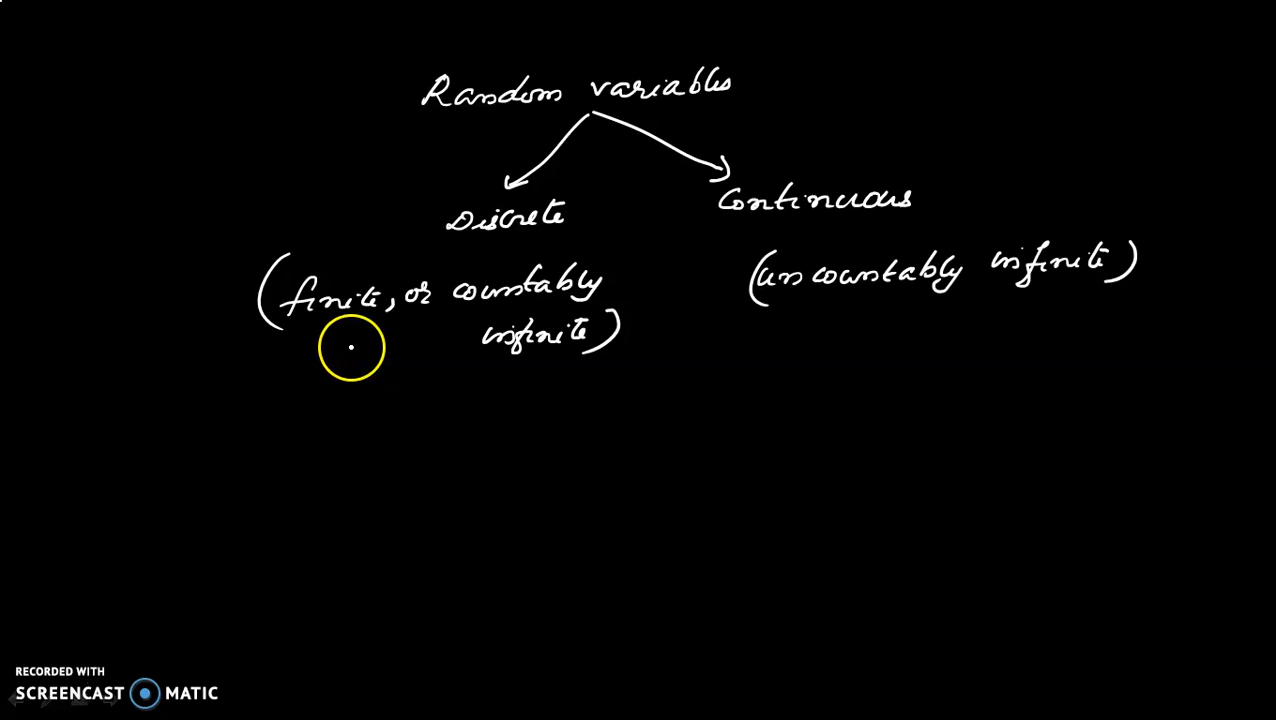 Random variables
Discrete
Continuous
(finite, or countably
infinite)
(uncountably infinite)
RECORDED WITH
SCREENCAST MATIC